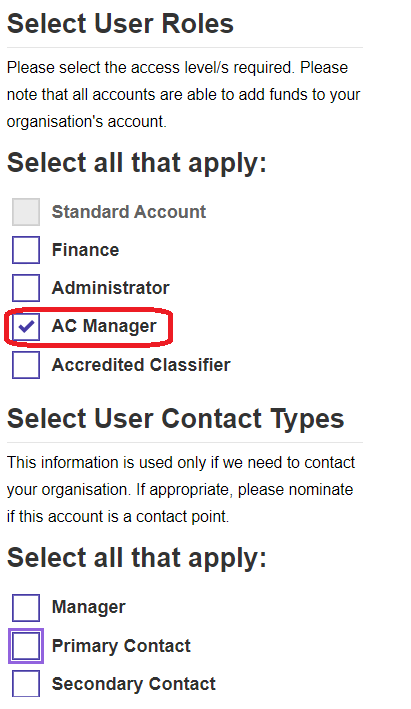 Select User Roles
Please select the access level/s required. Please
note that all accounts are able to add funds to your
organisation's account.
Select all that apply:
Standard Account
Finance
Administrator
AC Manager
Accredited Classifier
Select User Contact Types
This information is used only if we need to contact
your organisation. If appropriate, please nominate
if this account is a contact point.
Select all that apply:
Manager
Primary Contact
Secondary Contact